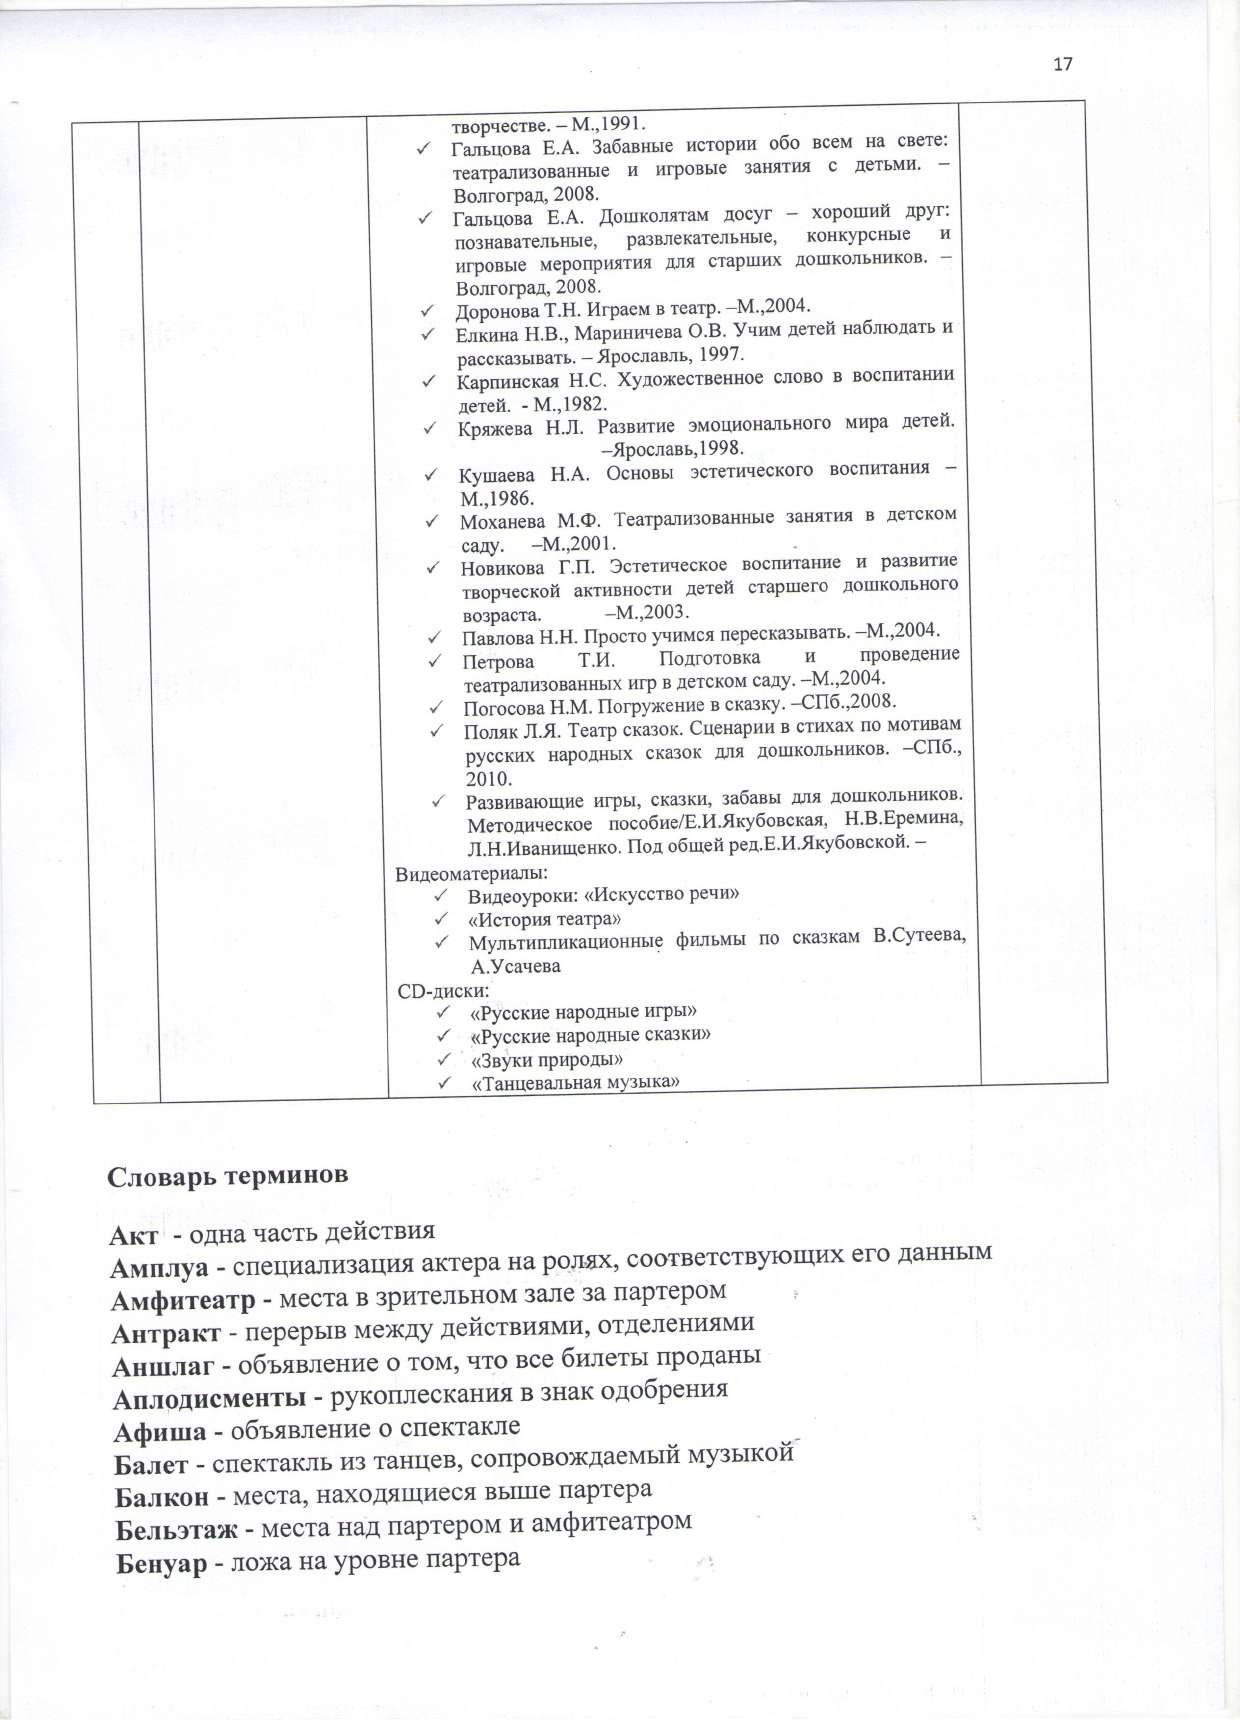 17
творчестве. – М.,1991.
✓ Гальцова Е.А. Забавные истории обо всем на свете:
театрализованные и игровые занятия с детьми. –
Волгоград, 2008.
✓ Гальцова Е.А. Дошколятам досуг – хороший друг:
познавательные, развлекательные, конкурсные и
игровые мероприятия для старших дошкольников. –
Волгоград, 2008.
✓ Доронова Т.Н. Играем в театр. –М.,2004.
✓ Елкина Н.В., Мариничева О.В. Учим детей наблюдать и
рассказывать. – Ярославль, 1997.
✓ Карпинская Н.С. Художественное слово в воспитании
детей. - М.,1982.
✓ Кряжева Н.Л. Развитие эмоционального мира детей.
–Ярославь,1998.
✓ Кушаева Н.А. Основы эстетического воспитания –
М.,1986.
✓ Моханева М.Ф. Театрализованные занятия в детском
саду. –М.,2001.
✓ Новикова Г.П. Эстетическое воспитание и развитие
творческой активности детей старшего дошкольного
возраста. –М.,2003.
✓ Павлова Н.Н. Просто учимся пересказывать. –М.,2004.
✓ Петрова Т.И. Подготовка и проведение
театрализованных игр в детском саду. –М.,2004.
✓ Погосова Н.М. Погружение в сказку. –СПб.,2008.
✓ Поляк Л.Я. Театр сказок. Сценарии в стихах по мотивам
русских народных сказок для дошкольников. –СПб.,
2010.
✓ Развивающие игры, сказки, забавы для дошкольников.
Методическое пособие/Е.И.Якубовская, Н.В.Еремина,
Л.Н.Иванищенко. Под общей ред.Е.И.Якубовской. –
Видеоматериалы:
✓ Видеоуроки: «Искусство речи»
✓ «История театра»
✓ Мультипликационные фильмы по сказкам В.Сутеева,
А.Усачева
CD-диски:
✓ «Русские народные игры»
✓ «Русские народные сказки»
✓ «Звуки природы»
✓ «Танцевальная музыка»
Словарь терминов
Акт - одна часть действия
Амплуа - специализация актера на ролях, соответствующих его данным
Амфитеатр - места в зрительном зале за партером
Антракт - перерыв между действиями, отделениями
Аншлаг - объявление о том, что все билеты проданы
Аплодисменты - рукоплескания в знак одобрения
Афиша - объявление о спектакле
Балет - спектакль из танцев, сопровождаемый музыкой
Балкон - места, находящиеся выше партера
Бельэтаж - места над партером и амфитеатром
Бенуар - ложа на уровне партера